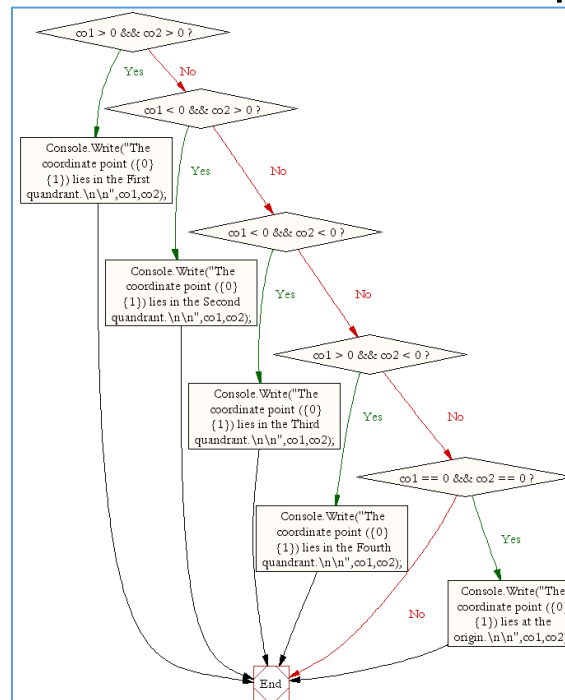 co1 > 0 && co2 > 0 ?
Yes
No
co1 < 0 && co2 > 0 ?
Console.Write("The
coordinate point ({0}
{1}) lies in the First
quandrant.\n\n",co1,co2);
Yes
No
co1 < 0 && co2 < 0 ?
Console.Write("The
coordinate point ({0}
{1}) lies in the Second
quandrant.\n\n",co1,co2);
Yes
No
co1 > 0 && co2 < 0 ?
Console.Write("The
coordinate point ({0}
{1}) lies in the Third
quandrant.\n\n",co1,co2);
Yes
No
co1 == 0 && co2 == 0 ?
Console.Write("The
coordinate point ({0}
{1}) lies in the Fourth
quandrant.\n\n",co1,co2);
Yes
No
Console.Write("The
coordinate point ({0
{1}) lies at the
origin.\n\n",co1,co2)
End